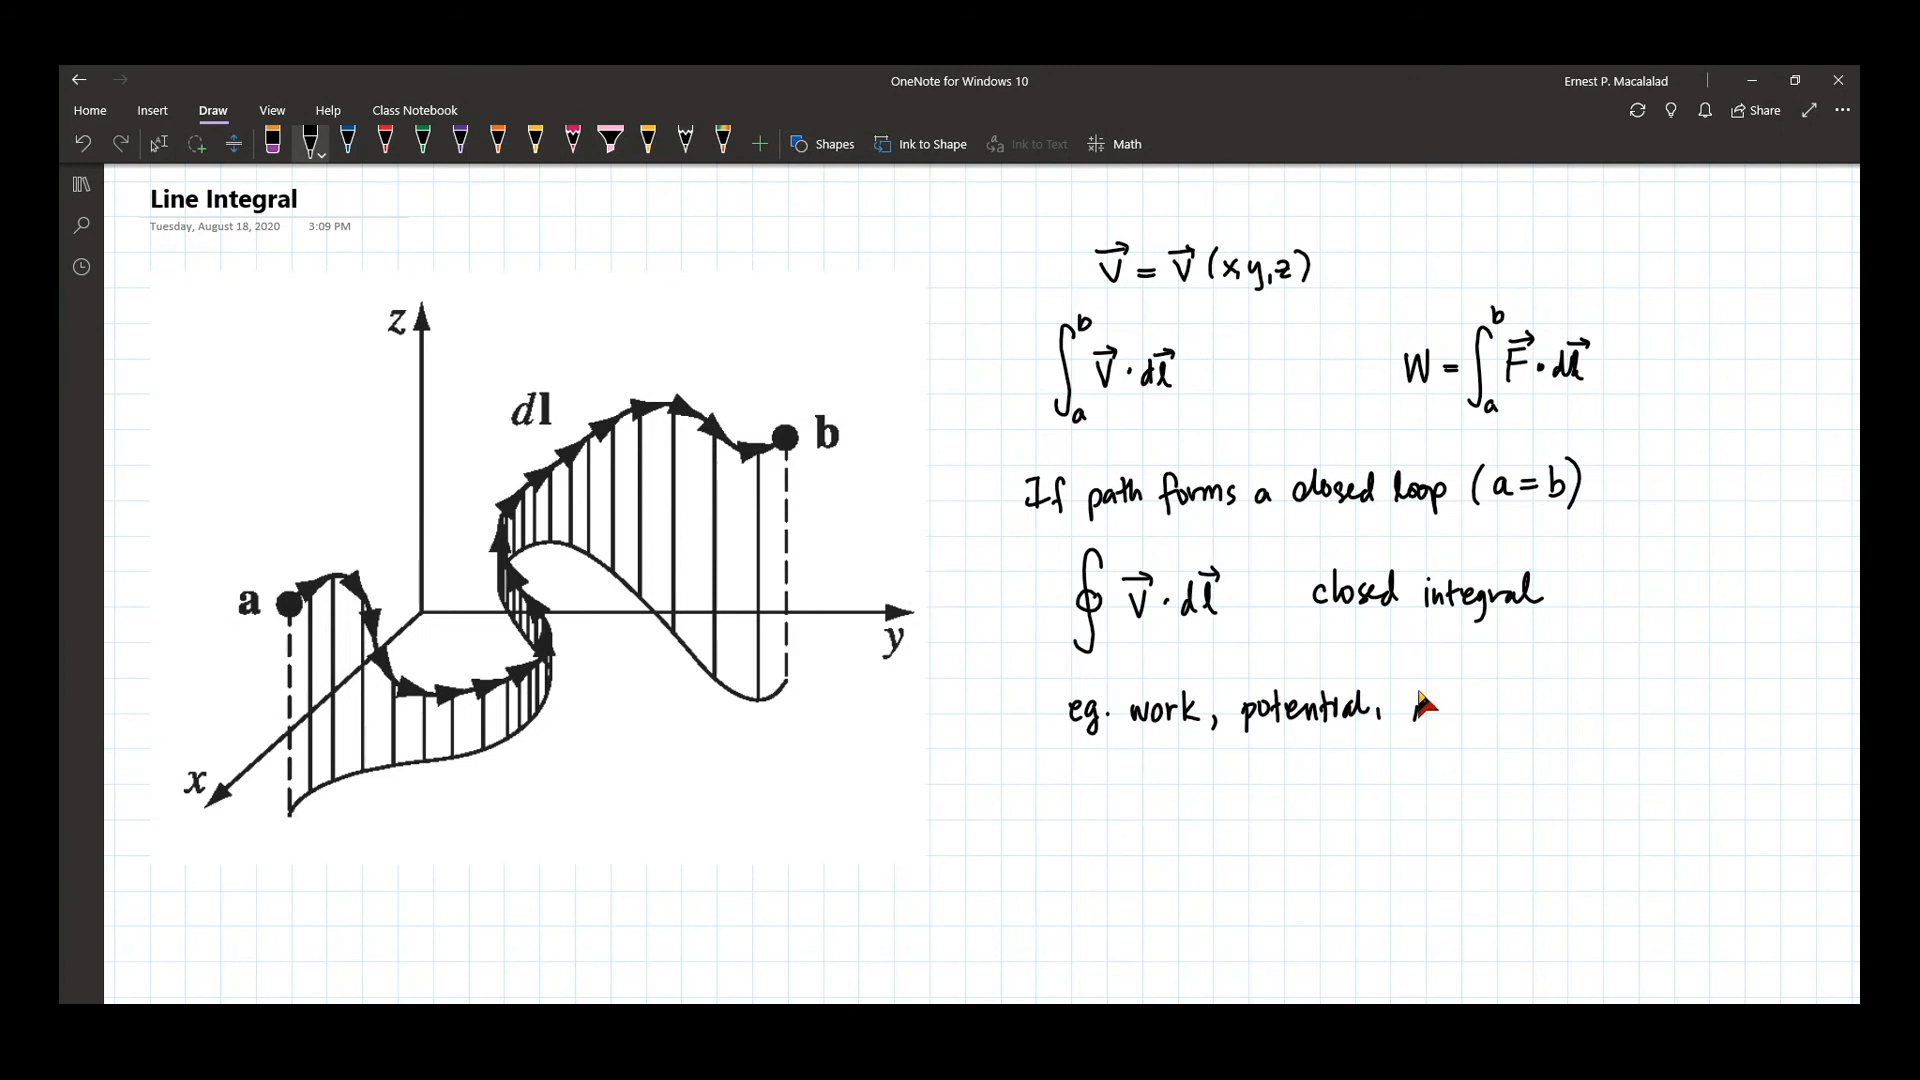 OneNote for Windows 10
Ernest P. Macalalad
Home Insert Draw View Help Class Notebook
Share
Shapes Ink to Shape Ink to Text Math
Line Integral
Tuesday, August 18, 2020 3:09 PM
z
dl
b
a
y
x
V⃗ = V⃗ (x y, z)
∫ₐᵇ V⃗ · dl⃗
W = ∫ₐᵇ F⃗ · dl⃗
If path forms a closed loop (a = b)
∮ V⃗ · dl⃗ closed integral
eg. work, potential,